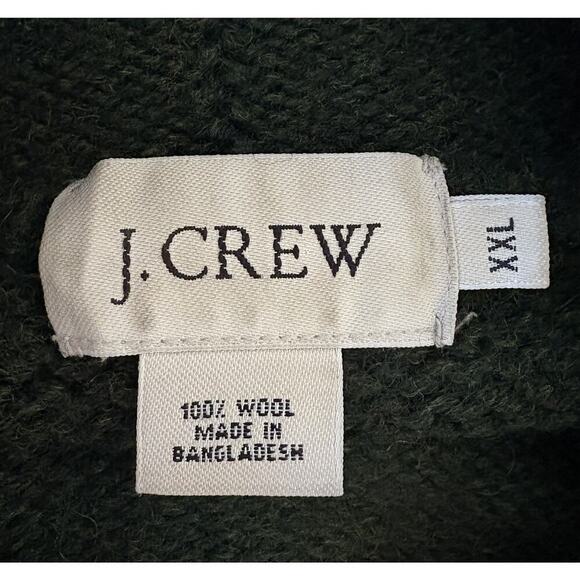 J.CREW
XXL
100% WOOL
MADE IN
BANGLADESH